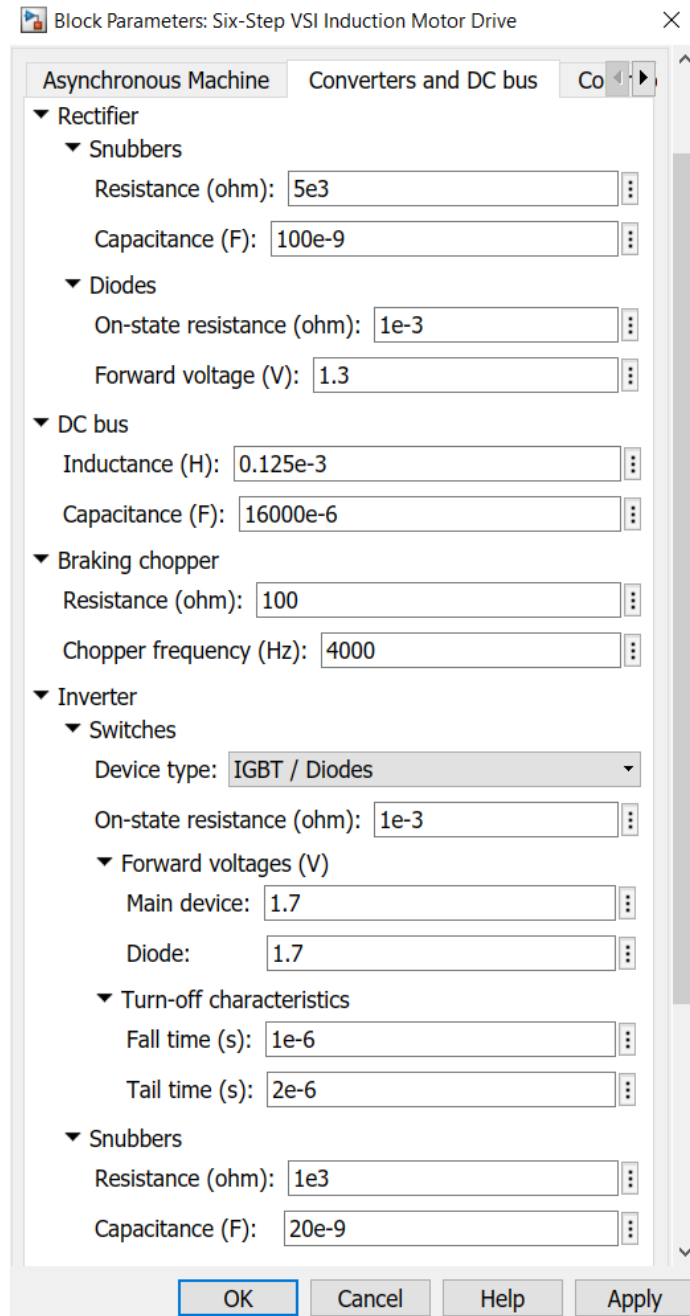 Block Parameters: Six-Step VSI Induction Motor Drive
Asynchronous Machine Converters and DC bus Co
Rectifier
Snubbers
Resistance (ohm): 5e3
Capacitance (F): 100e-9
Diodes
On-state resistance (ohm): 1e-3
Forward voltage (V): 1.3
DC bus
Inductance (H): 0.125e-3
Capacitance (F): 16000e-6
Braking chopper
Resistance (ohm): 100
Chopper frequency (Hz): 4000
Inverter
Switches
Device type: IGBT / Diodes
On-state resistance (ohm): 1e-3
Forward voltages (V)
Main device: 1.7
Diode: 1.7
Turn-off characteristics
Fall time (s): 1e-6
Tail time (s): 2e-6
Snubbers
Resistance (ohm): 1e3
Capacitance (F): 20e-9
OK Cancel Help Apply